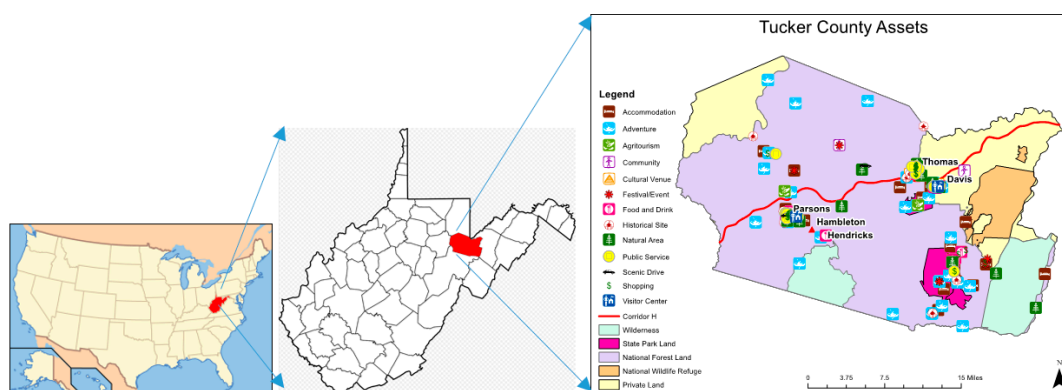 Tucker County Assets
Legend
Accommodation
Adventure
Agritourism
Community
Cultural Venue
Festival/Event
Food and Drink
Historical Site
Natural Area
Public Service
Scenic Drive
Shopping
Visitor Center
Corridor H
Wilderness
State Park Land
National Forest Land
National Wildlife Refuge
Private Land
Thomas
Davis
Parsons
Hambleton
Hendricks
0 3.75 7.5 15 Miles
N